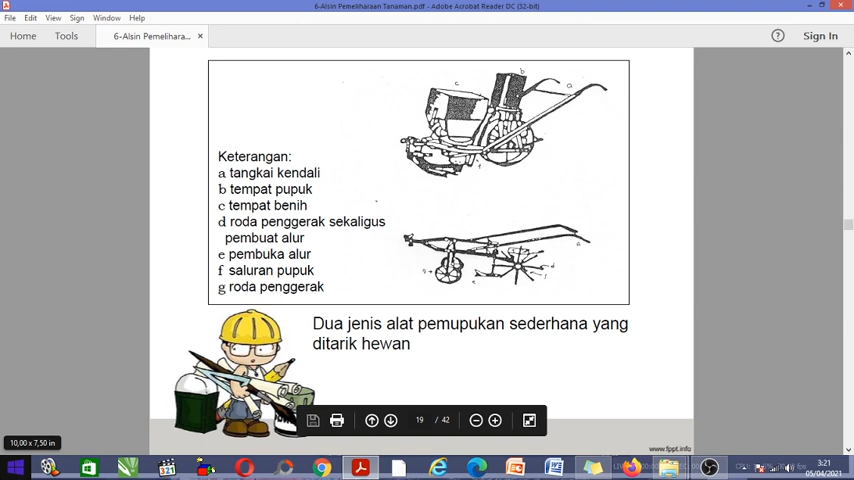 6-Alsin Pemeliharaan Tanaman.pdf - Adobe Acrobat Reader DC (32-bit)
File Edit View Sign Window Help
Home Tools 6-Alsin Pemelihara... × Sign In
c b a
Keterangan:
a tangkai kendali
b tempat pupuk
c tempat benih
d roda penggerak sekaligus
pembuat alur
e pembuka alur
f saluran pupuk
g roda penggerak
f
a
g e d
Dua jenis alat pemupukan sederhana yang
ditarik hewan
19 / 42
www.fppt.info
10,00 x 7,50 in
321
3:21
05/04/2021